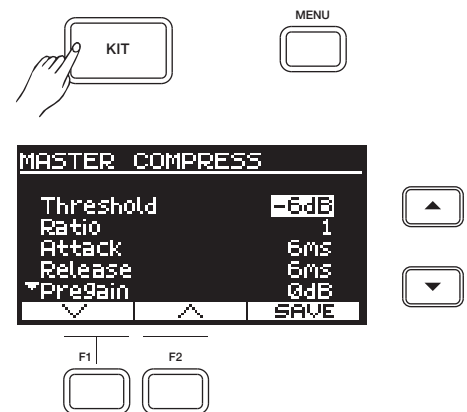 KIT
MENU
MASTER COMPRESS
Threshold -6dB
Ratio 1
Attack 6ms
Release 6ms
Pregain 0dB
SAVE
F1 F2